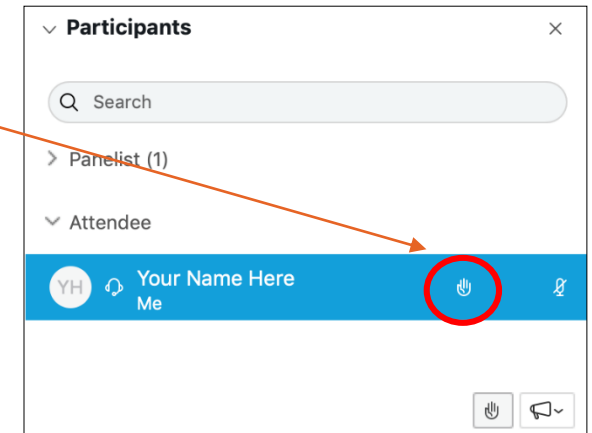 Participants
Search
Panelist (1)
Attendee
YH
Your Name Here
Me